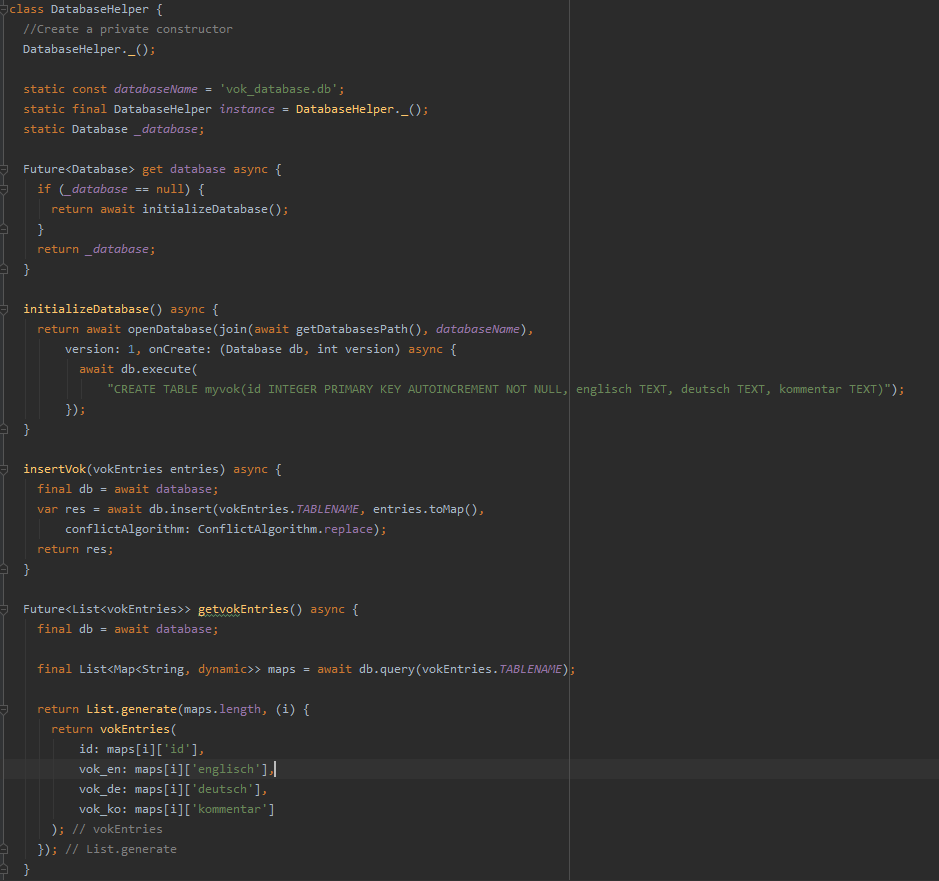 class DatabaseHelper {
//Create a private constructor
DatabaseHelper._();
static const databaseName = 'vok_database.db';
static final DatabaseHelper instance = DatabaseHelper._();
static Database _database;
Future<Database> get database async {
if (_database == null) {
return await initializeDatabase();
}
return _database;
}
initializeDatabase() async {
return await openDatabase(join(await getDatabasesPath(), databaseName),
version: 1, onCreate: (Database db, int version) async {
await db.execute(
"CREATE TABLE myvok(id INTEGER PRIMARY KEY AUTOINCREMENT NOT NULL, englisch TEXT, deutsch TEXT, kommentar TEXT)");
});
}
insertVok(vokEntries entries) async {
final db = await database;
var res = await db.insert(vokEntries.TABLENAME, entries.toMap(),
conflictAlgorithm: ConflictAlgorithm.replace);
return res;
}
Future<List<vokEntries>> getvokEntries() async {
final db = await database;
final List<Map<String, dynamic>> maps = await db.query(vokEntries.TABLENAME);
return List.generate(maps.length, (i) {
return vokEntries(
id: maps[i]['id'],
vok_en: maps[i]['englisch'],
vok_de: maps[i]['deutsch'],
vok_ko: maps[i]['kommentar']
); // vokEntries
}); // List.generate
}